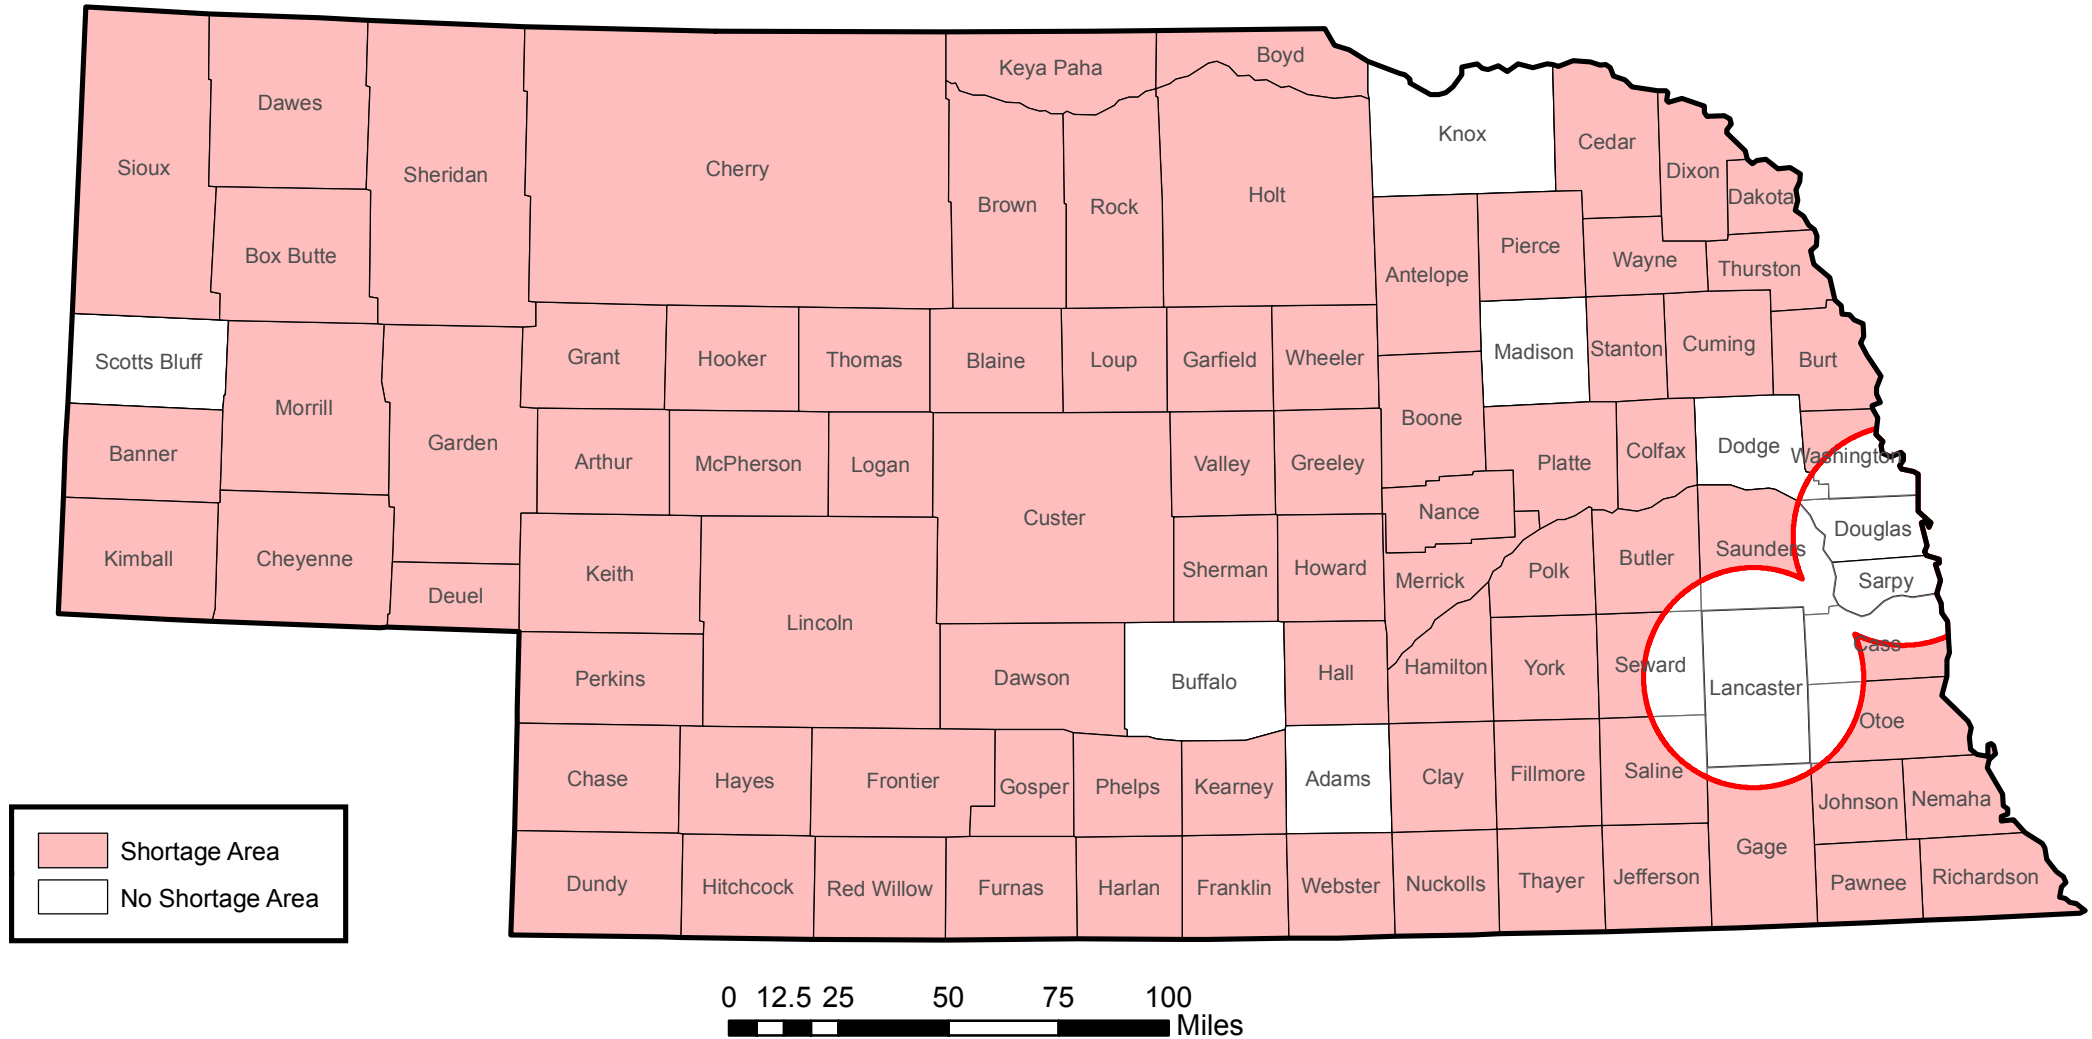 Boyd
Keya Paha
Dawes
Knox
Cedar
Sioux
Cherry
Sheridan
Dixon
Holt
Dakota
Brown
Rock
Pierce
Box Butte
Wayne
Thurston
Antelope
Scotts Bluff
Grant
Hooker
Thomas
Blaine
Loup
Garfield
Wheeler
Madison
Stanton
Cuming
Burt
Morrill
Boone
Banner
Garden
Arthur
McPherson
Logan
Valley
Greeley
Platte
Colfax
Dodge
Washington
Custer
Nance
Douglas
Kimball
Cheyenne
Keith
Sherman
Howard
Merrick
Polk
Butler
Saunders
Sarpy
Deuel
Lincoln
Perkins
Dawson
Buffalo
Hall
Hamilton
York
Seward
Lancaster
Cass
Otoe
Chase
Hayes
Frontier
Gosper
Phelps
Kearney
Adams
Clay
Fillmore
Saline
Johnson
Nemaha
Dundy
Hitchcock
Red Willow
Furnas
Harlan
Franklin
Webster
Nuckolls
Thayer
Jefferson
Gage
Pawnee
Richardson
Shortage Area
No Shortage Area
0 12.5 25 50 75 100
Miles